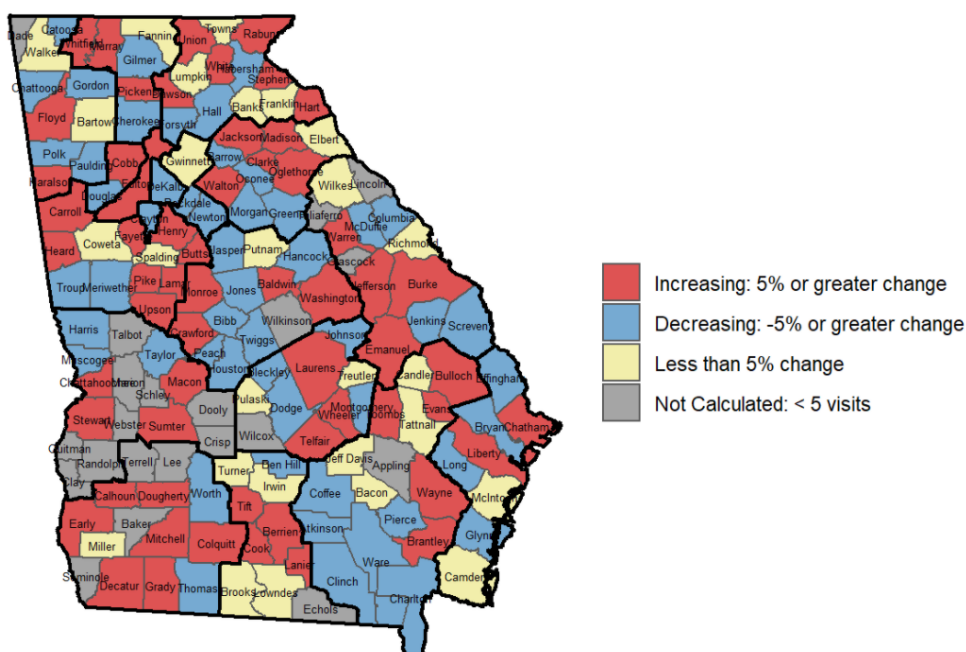 Dade
Catoosa
Whitfield
Murray
Fannin
Towns
Union
Rabun
Walker
Gilmer
White
Habersham
Stephens
Lumpkin
Chattooga
Gordon
Pickens
Dawson
Banks
Franklin
Hart
Floyd
Bartow
Cherokee
Forsyth
Hall
Jackson
Madison
Elbert
Polk
Paulding
Cobb
Gwinnett
Barrow
Clarke
Oglethorpe
Wilkes
Lincoln
Haralson
Douglas
Fulton
DeKalb
Walton
Oconee
Rockdale
Newton
Morgan
Greene
Taliaferro
Columbia
McDuffie
Carroll
Clayton
Henry
Fayette
Warren
Richmond
Heard
Coweta
Spalding
Butts
Jasper
Putnam
Hancock
Glascock
Troup
Meriwether
Pike
Lamar
Monroe
Jones
Baldwin
Washington
Jefferson
Burke
Upson
Crawford
Bibb
Wilkinson
Jenkins
Screven
Harris
Talbot
Taylor
Peach
Twiggs
Johnson
Emanuel
Muscogee
Houston
Bleckley
Laurens
Treutlen
Candler
Bulloch
Effingham
Chattahoochee
Marion
Macon
Schley
Pulaski
Dodge
Montgomery
Wheeler
Toombs
Evans
Tattnall
Bryan
Chatham
Stewart
Webster
Sumter
Dooly
Crisp
Wilcox
Telfair
Liberty
Long
Quitman
Randolph
Terrell
Lee
Turner
Ben Hill
Irwin
Jeff Davis
Appling
Wayne
McIntosh
Clay
Calhoun
Dougherty
Worth
Tift
Coffee
Bacon
Pierce
Early
Baker
Mitchell
Colquitt
Cook
Berrien
Atkinson
Ware
Brantley
Glynn
Miller
Lanier
Clinch
Seminole
Decatur
Grady
Thomas
Brooks
Lowndes
Echols
Charlton
Camden
Increasing: 5% or greater change
Decreasing: -5% or greater change
Less than 5% change
Not Calculated: < 5 visits